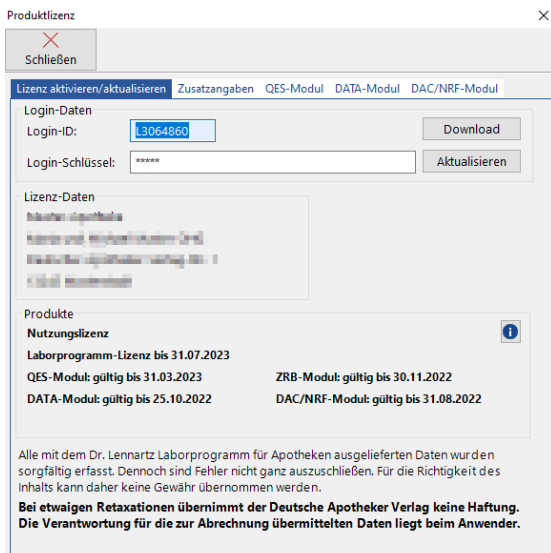 Produktlizenz
Schließen
Lizenz aktivieren/aktualisieren Zusatzangaben QES-Modul DATA-Modul DAC/NRF-Modul
Login-Daten
Login-ID: L3064860 Download
Login-Schlüssel: ***** Aktualisieren
Lizenz-Daten
Produkte
Nutzungslizenz
Laborprogramm-Lizenz bis 31.07.2023
QES-Modul: gültig bis 31.03.2023 ZRB-Modul: gültig bis 30.11.2022
DATA-Modul: gültig bis 25.10.2022 DAC/NRF-Modul: gültig bis 31.08.2022
Alle mit dem Dr. Lennartz Laborprogramm für Apotheken ausgelieferten Daten wurden
sorgfältig erfasst. Dennoch sind Fehler nicht ganz auszuschließen. Für die Richtigkeit des
Inhalts kann daher keine Gewähr übernommen werden.
Bei etwaigen Retaxationen übernimmt der Deutsche Apotheker Verlag keine Haftung.
Die Verantwortung für die zur Abrechnung übermittelten Daten liegt beim Anwender.